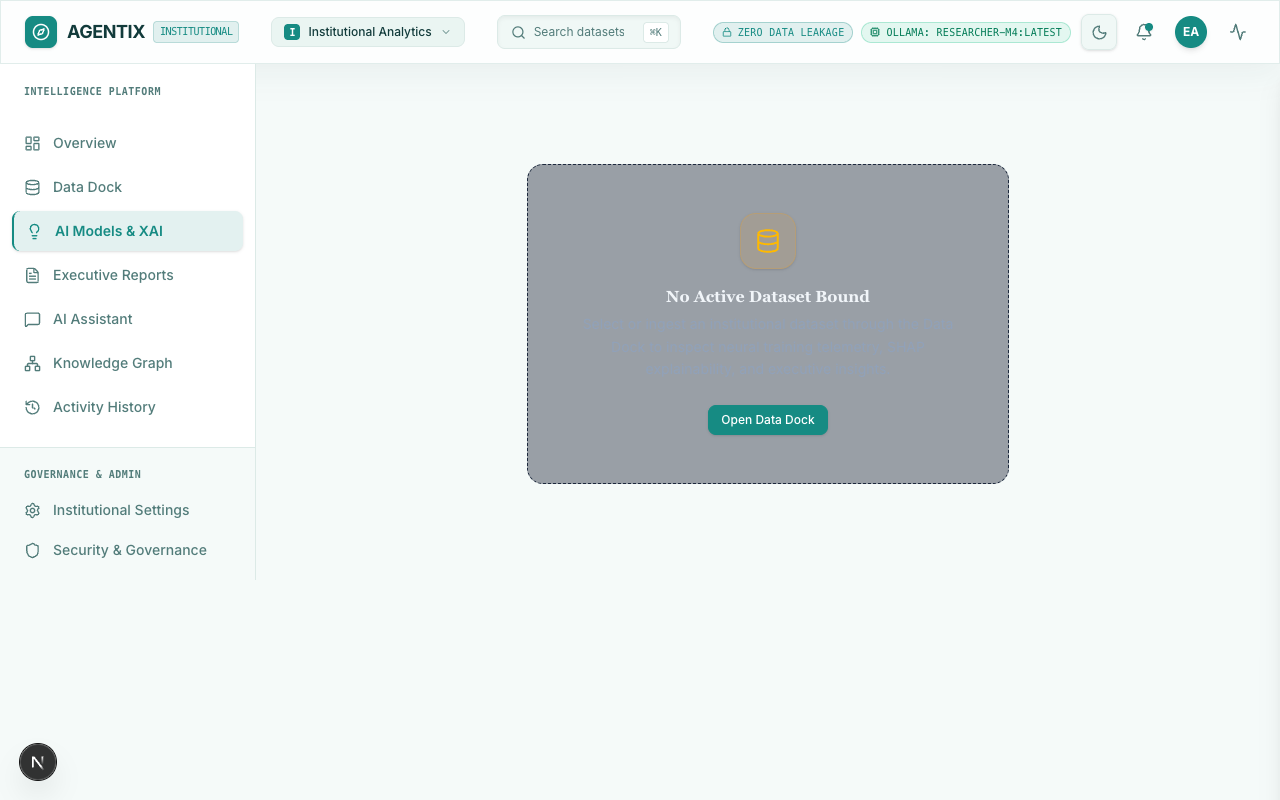 AGENTIX
INSTITUTIONAL
I
Institutional Analytics
Search datasets
⌘K
ZERO DATA LEAKAGE
OLLAMA: RESEARCHER-M4:LATEST
EA
INTELLIGENCE PLATFORM
Overview
Data Dock
AI Models & XAI
Executive Reports
AI Assistant
Knowledge Graph
Activity History
GOVERNANCE & ADMIN
Institutional Settings
Security & Governance
No Active Dataset Bound
Open Data Dock
N